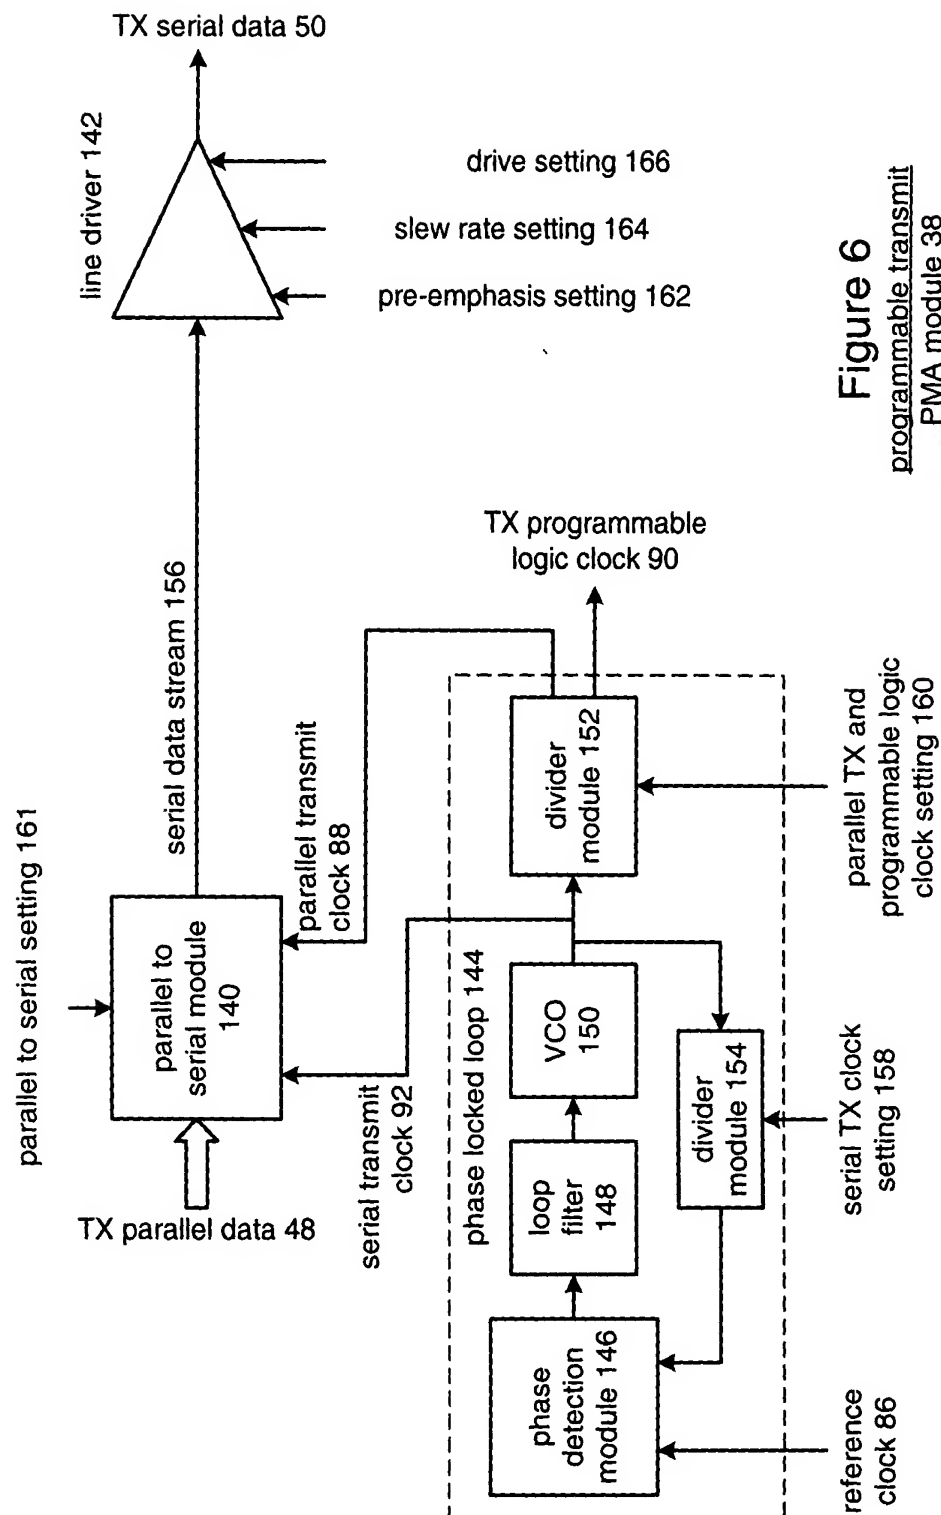 TX serial data 50
line driver 142
drive setting 166
slew rate setting 164
pre-emphasis setting 162
Figure 6
programmable transmit
PMA module 38
serial data stream 156
TX programmable
logic clock 90
parallel to serial setting 161
parallel to
serial module
140
parallel transmit
clock 88
TX parallel data 48
serial transmit
clock 92
phase locked loop 144
divider
module 152
parallel TX and
programmable logic
clock setting 160
VCO
150
divider
module 154
serial TX clock
setting 158
loop
filter
148
phase
detection
module 146
reference
clock 86